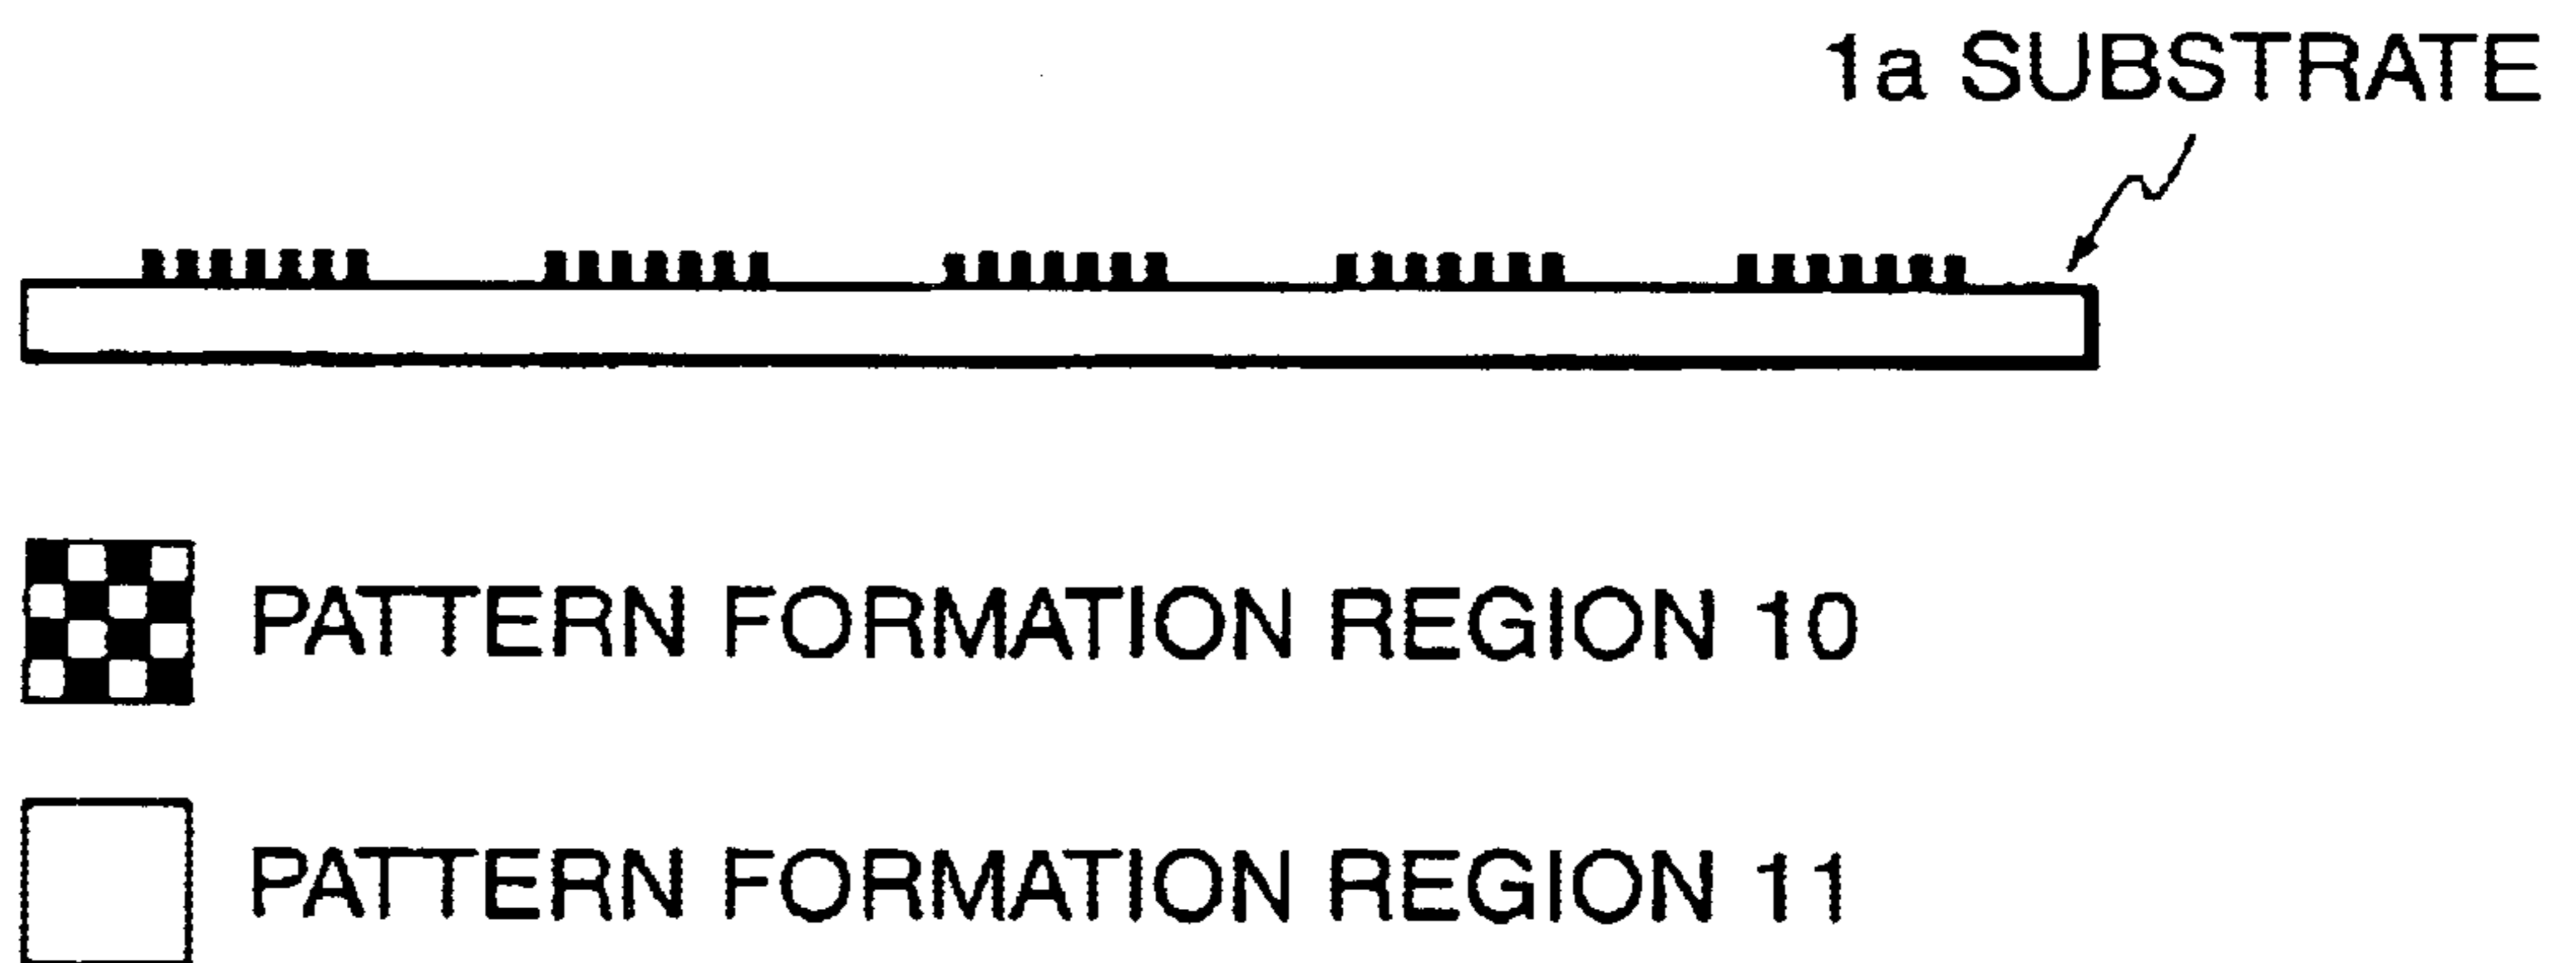 1a SUBSTRATE
PATTERN FORMATION REGION 10
PATTERN FORMATION REGION 11